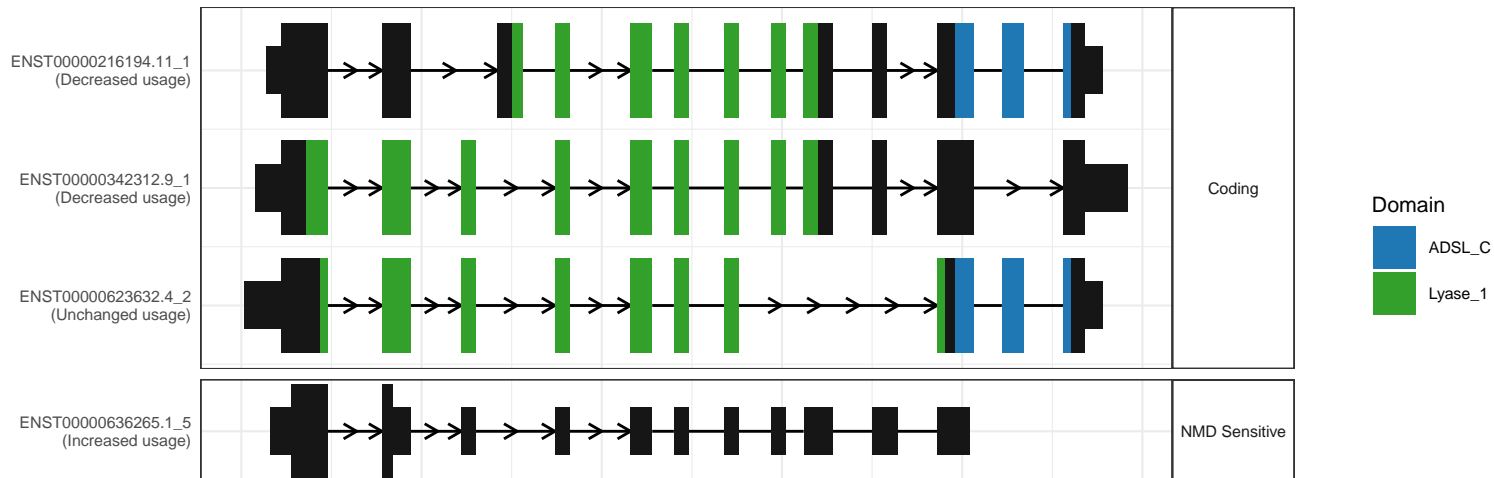 ENST00000216194.11_1
(Decreased usage)
ENST00000342312.9_1
(Decreased usage)
Coding
ENST00000623632.4_2
(Unchanged usage)
ENST00000636265.1_5
(Increased usage)
NMD Sensitive
Domain
ADSL_C
Lyase_1